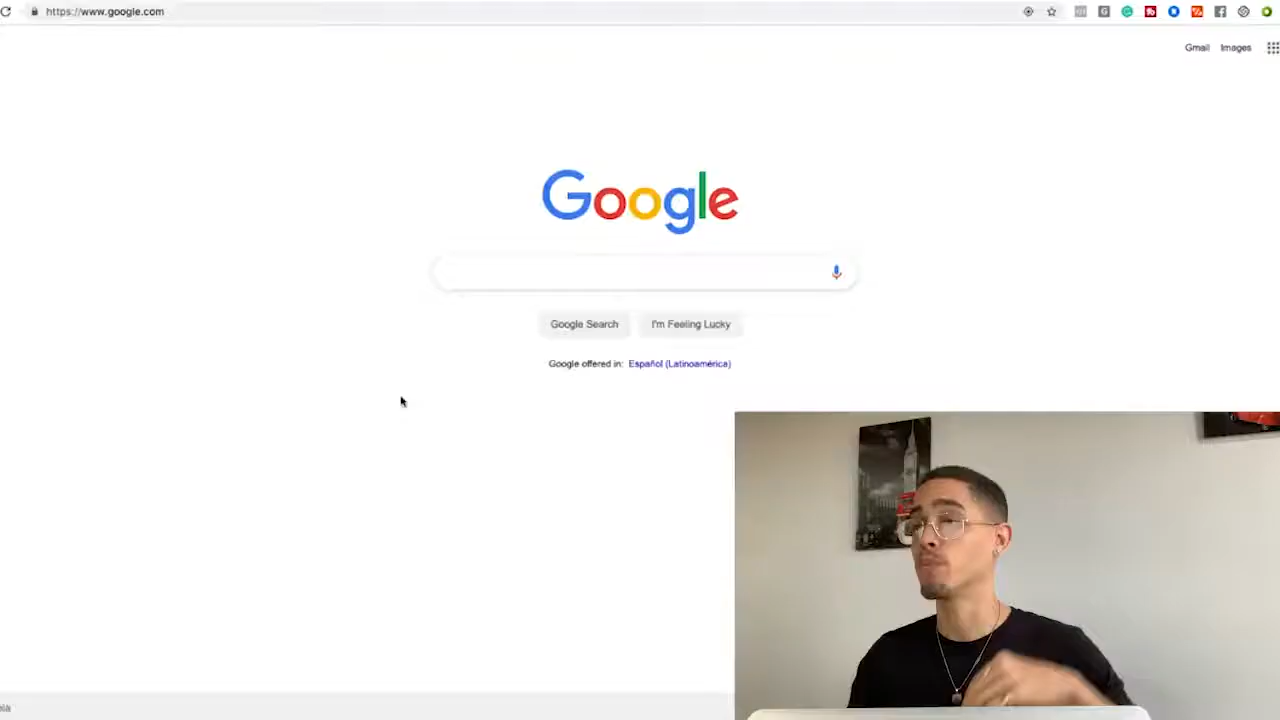 https://www.google.com
Gmail Images
Google
Google Search I'm Feeling Lucky
Google offered in: Español (Latinoamérica)